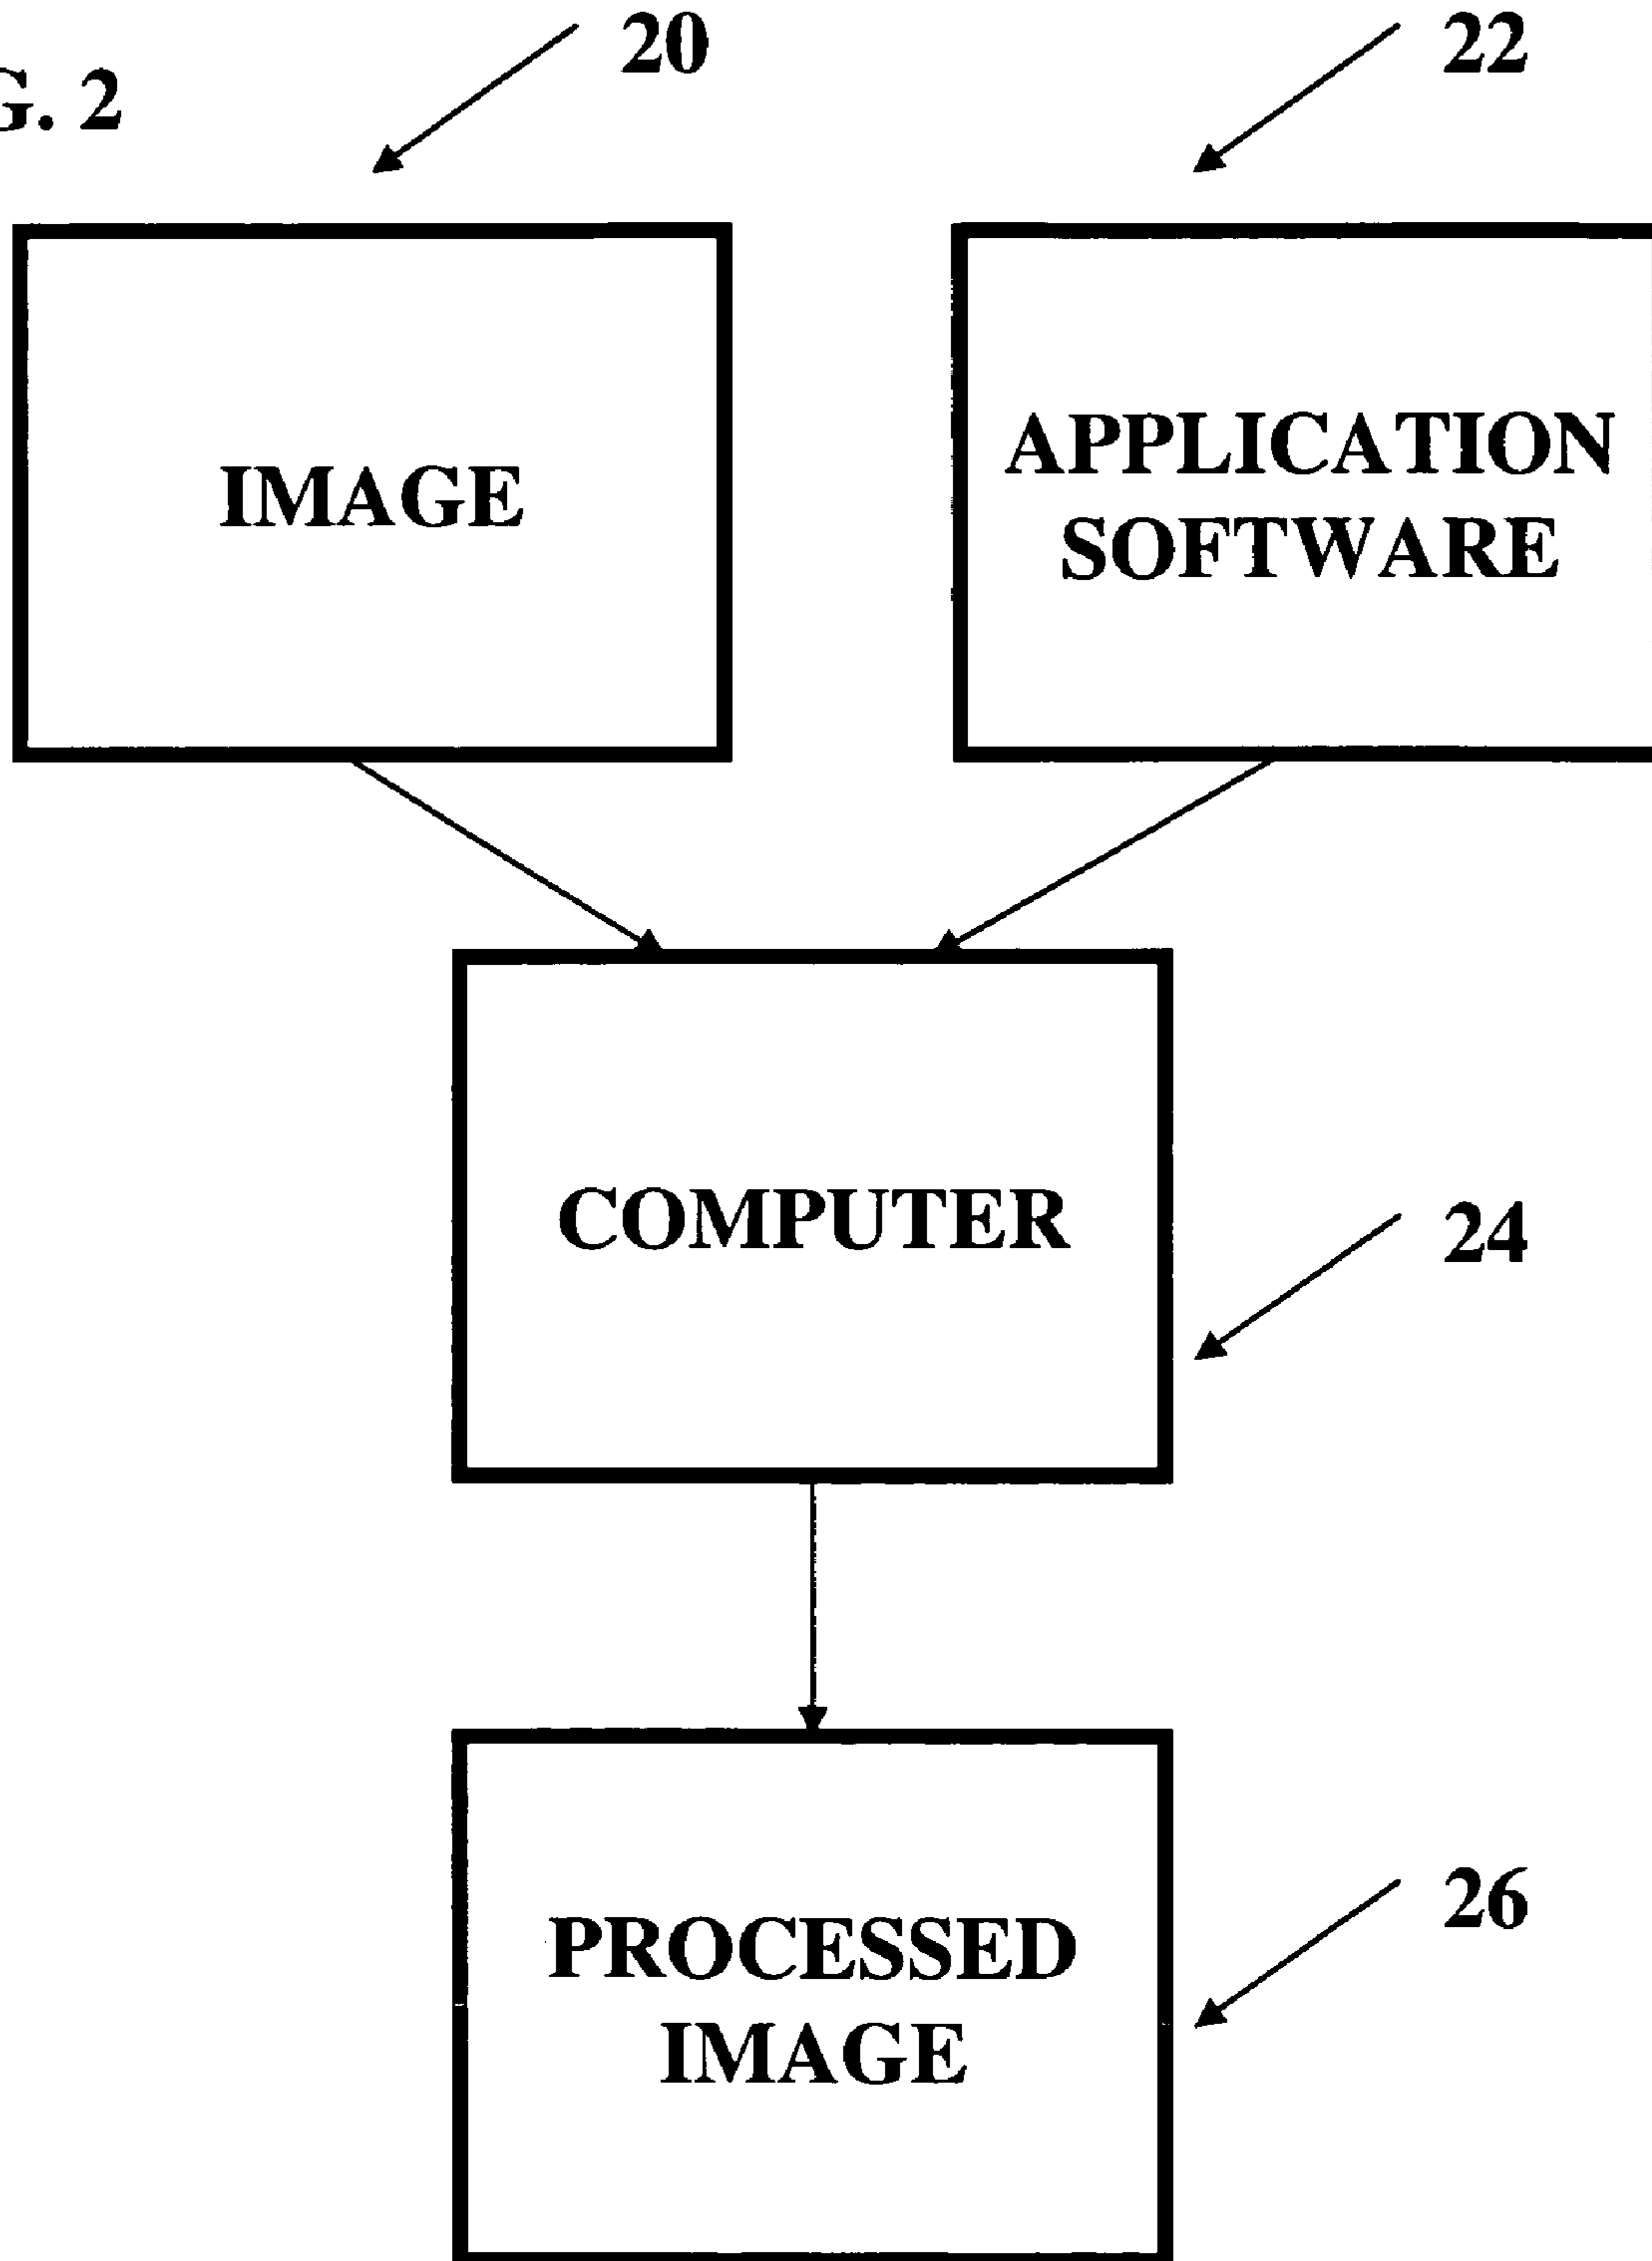 20
22
G. 2
IMAGE
APPLICATION
SOFTWARE
COMPUTER
24
PROCESSED
IMAGE
26